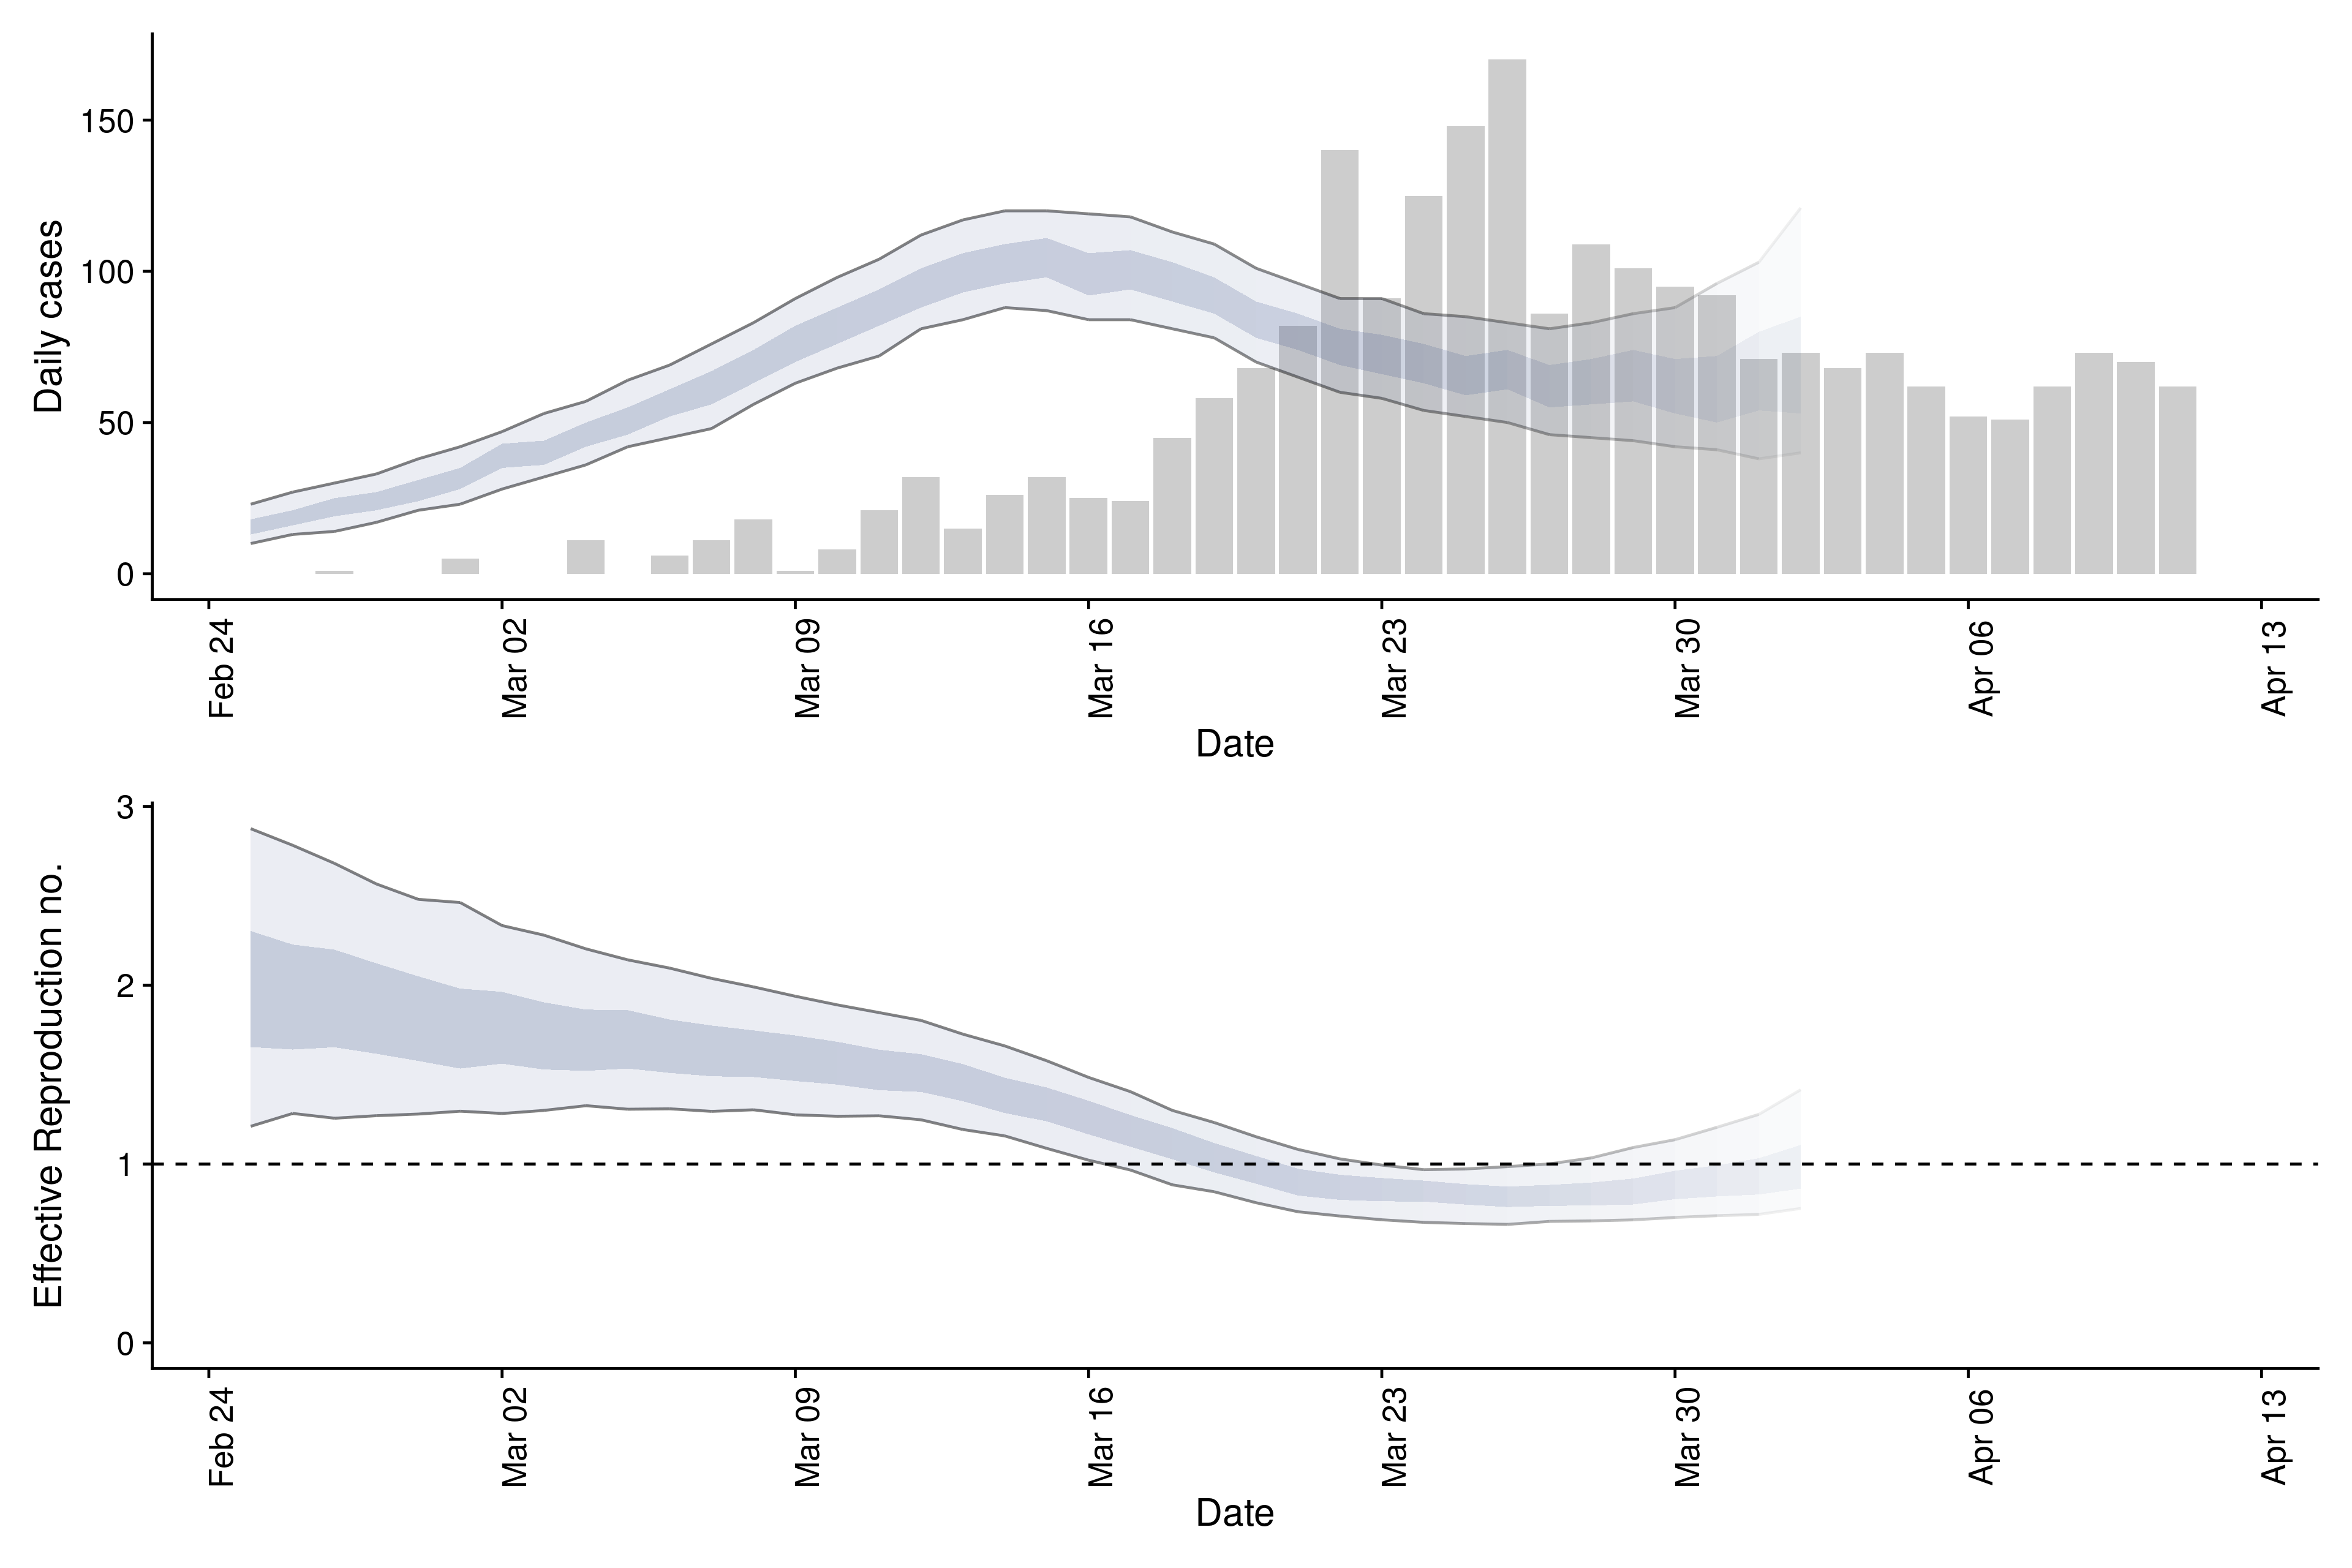 Daily cases
150
100
50
0
Feb 24
Mar 02
Mar 09
Mar 16
Mar 23
Mar 30
Apr 06
Apr 13
Date
Effective Reproduction no.
3
2
1
0
Feb 24
Mar 02
Mar 09
Mar 16
Mar 23
Mar 30
Apr 06
Apr 13
Date